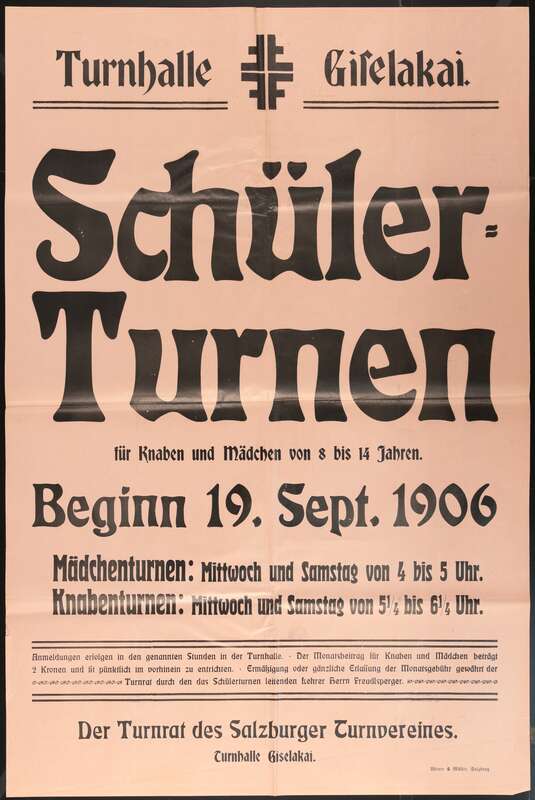 Turnhalle Giselakai.
Schüler-
Turnen
für Knaben und Mädchen von 8 bis 14 Jahren.
Beginn 19. Sept. 1906
Mädchenturnen: Mittwoch und Samstag von 4 bis 5 Uhr.
Knabenturnen: Mittwoch und Samstag von 5¼ bis 6¼ Uhr.
Anmeldungen erfolgen in den genannten Stunden in der Turnhalle. · Der Monatsbeitrag für Knaben und Mädchen beträgt
2 Kronen und ist pünktlich im vorhinein zu entrichten. · Ermäßigung oder gänzliche Erlassung der Monatsgebühr gewährt der
Turnrat durch den das Schülerturnen leitenden Lehrer Herrn Freudlsperger.
Der Turnrat des Salzburger Turnvereines.
Turnhalle Giselakai.
Salzburg